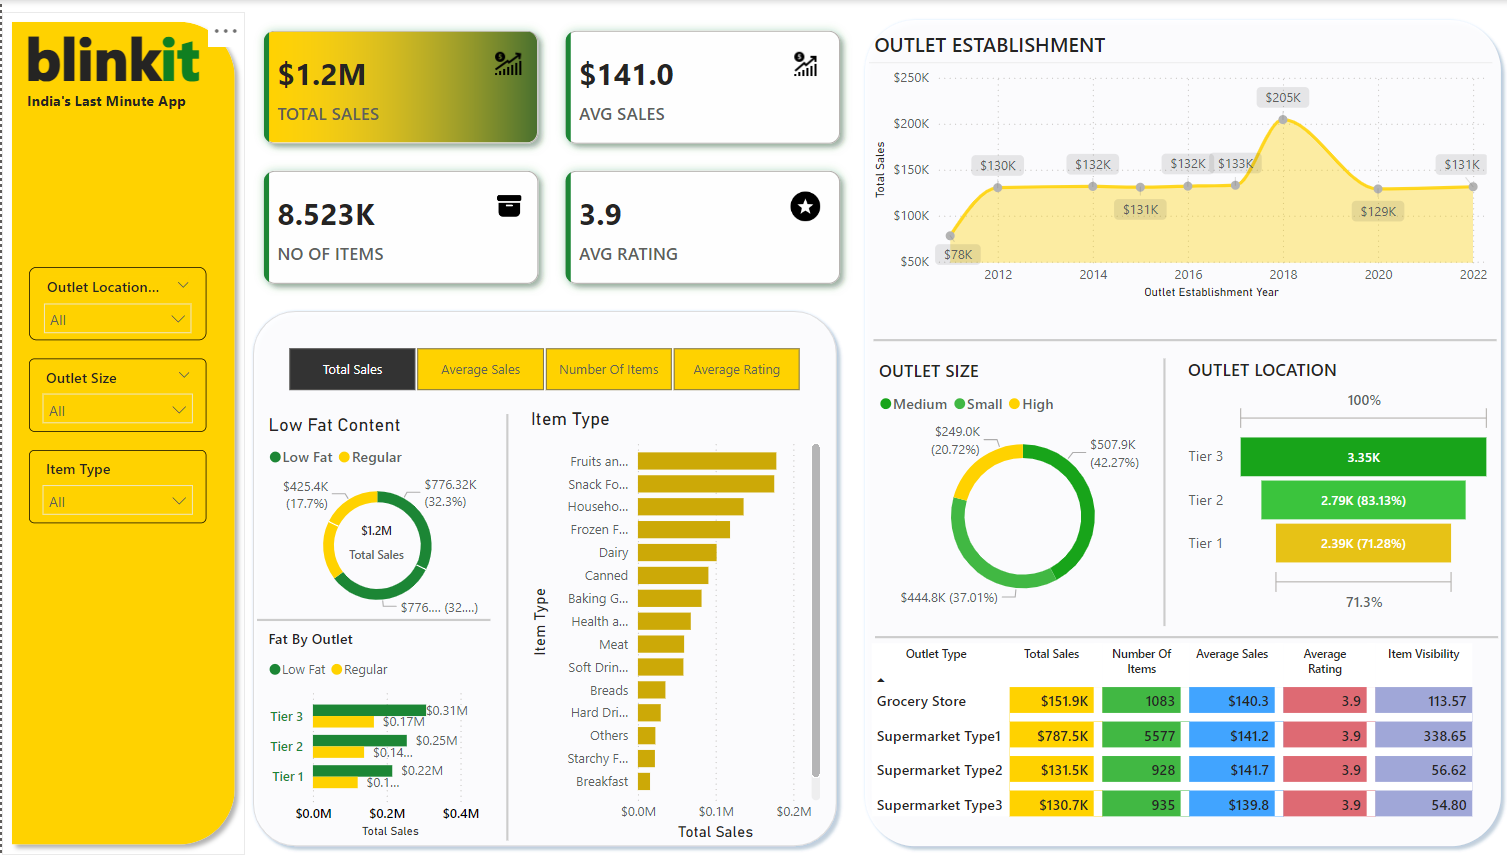 blinkit
India's Last Minute App
Outlet Location...
All
Outlet Size
All
Item Type
All
$1.2M
TOTAL SALES
$141.0
AVG SALES
8.523K
NO OF ITEMS
3.9
AVG RATING
Total Sales
Average Sales
Number Of Items
Average Rating
Low Fat Content
Low Fat
Regular
$425.4K
(17.7%)
$776.32K
(32.3%)
$1.2M
Total Sales
$776.... (32....)
Fat By Outlet
Low Fat
Regular
Tier 3
$0.31M
$0.17M
Tier 2
$0.25M
$0.14...
Tier 1
$0.22M
$0.1...
$0.0M
$0.2M
$0.4M
Total Sales
Item Type
Item Type
Fruits an...
Snack Fo...
Househo...
Frozen F...
Dairy
Canned
Baking G...
Health a...
Meat
Soft Drin...
Breads
Hard Dri...
Others
Starchy F...
Breakfast
$0.0M
$0.1M
$0.2M
Total Sales
OUTLET ESTABLISHMENT
Total Sales
$250K
$200K
$150K
$100K
$50K
$78K
$130K
$132K
$131K
$132K
$133K
$205K
$129K
$131K
2012
2014
2016
2018
2020
2022
Outlet Establishment Year
OUTLET SIZE
Medium
Small
High
$249.0K
(20.72%)
$507.9K
(42.27%)
$444.8K (37.01%)
OUTLET LOCATION
100%
Tier 3
3.35K
Tier 2
2.79K (83.13%)
Tier 1
2.39K (71.28%)
71.3%
Outlet Type Total Sales Number Of Items Average Sales Average Rating Item Visibility
Grocery Store $151.9K 1083 $140.3 3.9 113.57
Supermarket Type1 $787.5K 5577 $141.2 3.9 338.65
Supermarket Type2 $131.5K 928 $141.7 3.9 56.62
Supermarket Type3 $130.7K 935 $139.8 3.9 54.80